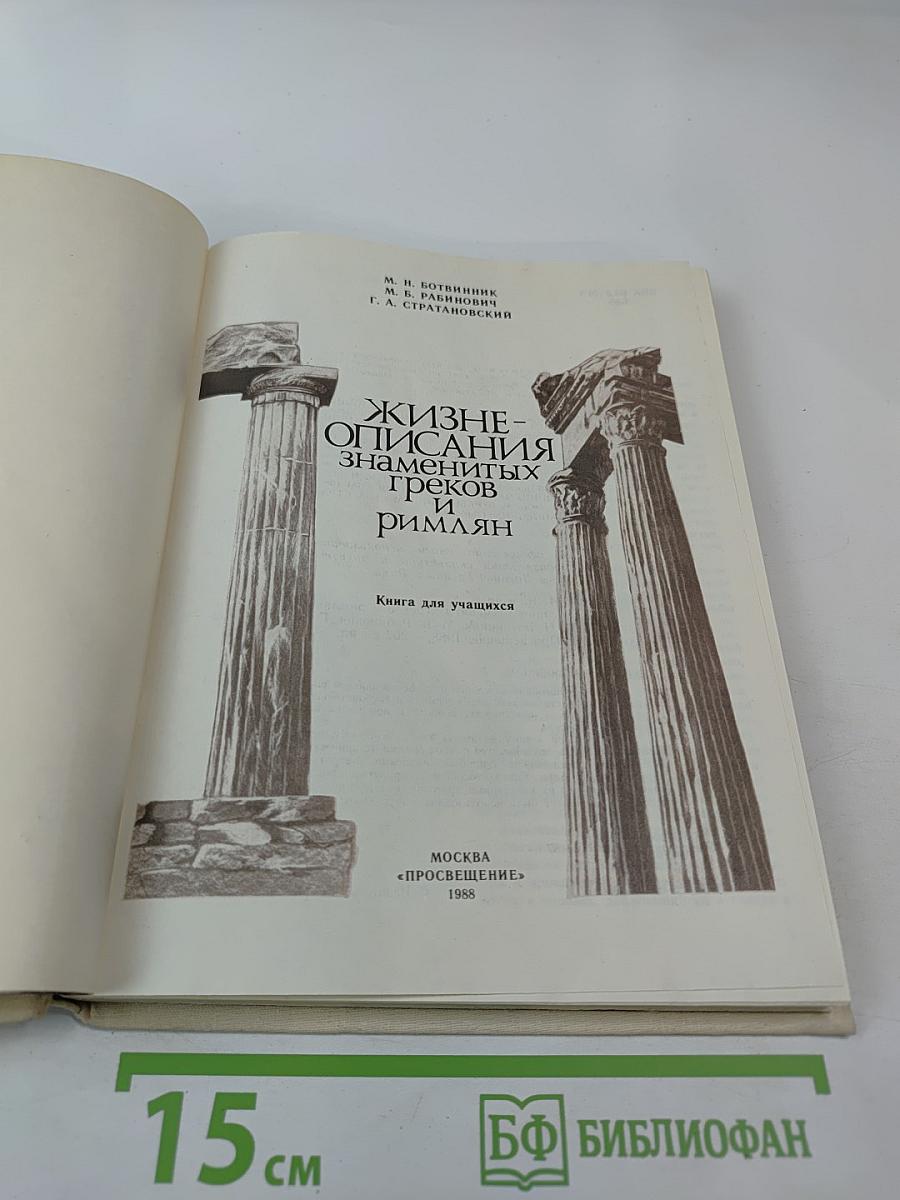 М. Н. БОТВИННИК
М. Б. РАБИНОВИЧ
Г. А. СТРАТАНОВСКИЙ
ЖИЗНЕ-
ОПИСАНИЯ
знаменитых
греков
и
римлян
Книга для учащихся
МОСКВА
«ПРОСВЕЩЕНИЕ»
1988
15 см
БФ БИБЛИОФАН